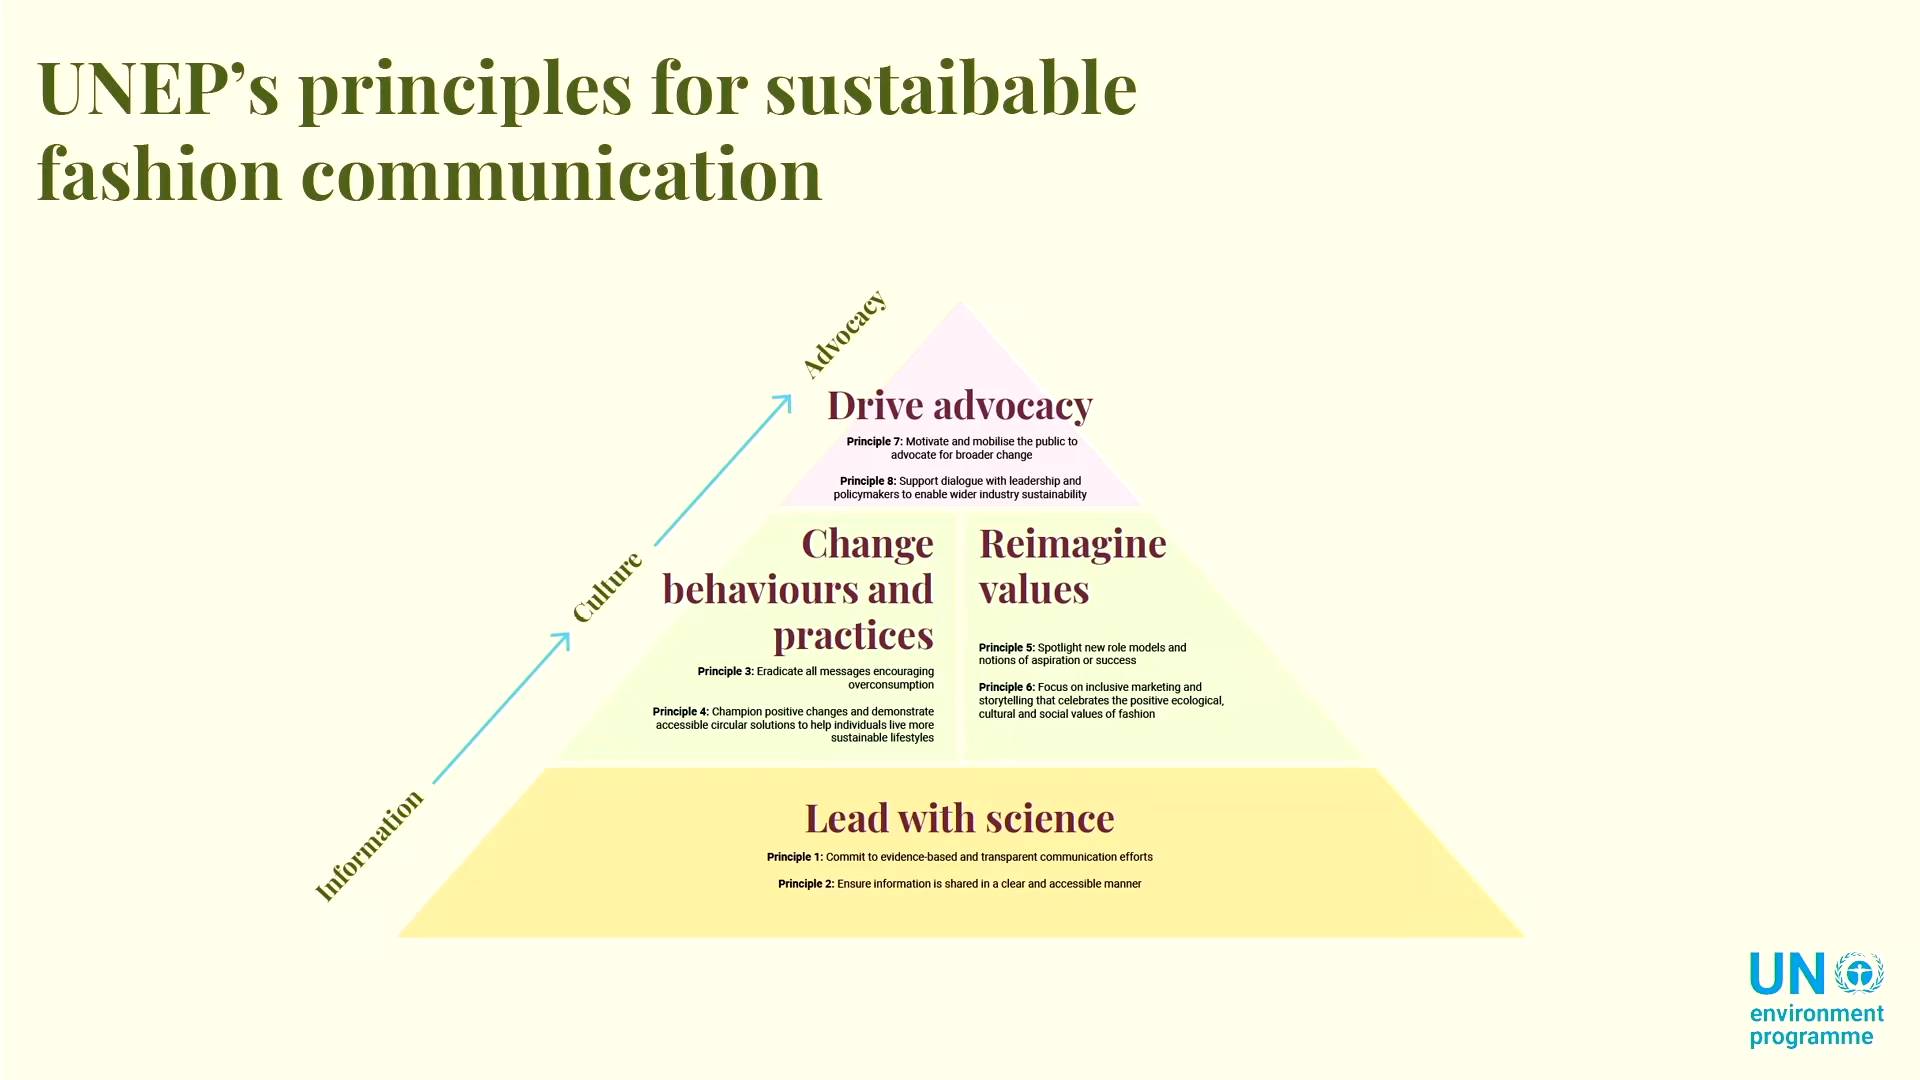 UNEP’s principles for sustaibable
fashion communication
Advocacy
Drive advocacy
Principle 7: Motivate and mobilise the public to
advocate for broader change
Principle 8: Support dialogue with leadership and
policymakers to enable wider industry sustainability
Culture
Change
behaviours and
practices
Principle 3: Eradicate all messages encouraging
overconsumption
Principle 4: Champion positive changes and demonstrate
accessible circular solutions to help individuals live more
sustainable lifestyles
Reimagine
values
Principle 5: Spotlight new role models and
notions of aspiration or success
Principle 6: Focus on inclusive marketing and
storytelling that celebrates the positive ecological,
cultural and social values of fashion
Information
Lead with science
Principle 1: Commit to evidence-based and transparent communication efforts
Principle 2: Ensure information is shared in a clear and accessible manner
UN
environment
programme